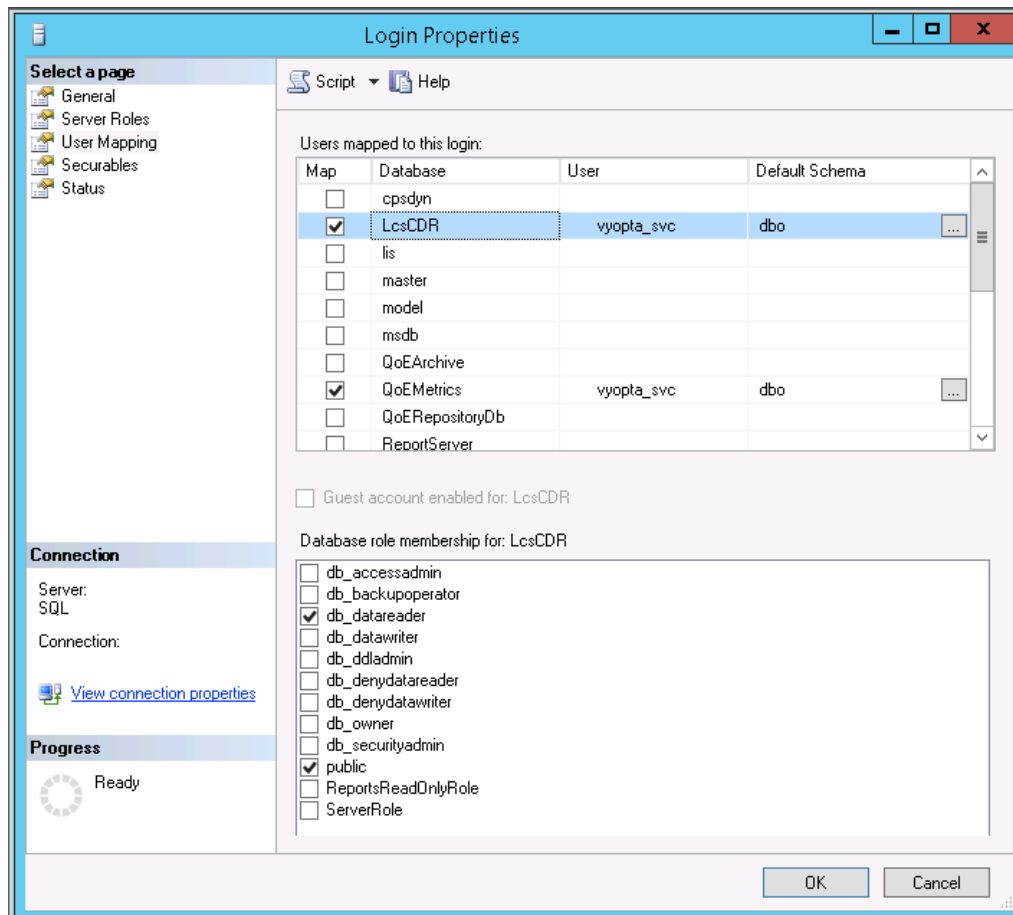 Login Properties
Select a page
General
Server Roles
User Mapping
Securables
Status
Script Help
Users mapped to this login:
Map Database User Default Schema
cpsdyn
LcsCDR vyopta_svc dbo ...
lis
master
model
msdb
QoEArchive
QoEMetrics vyopta_svc dbo ...
QoERepositoryDb
ReportServer
Guest account enabled for: LcsCDR
Database role membership for: LcsCDR
db_accessadmin
db_backupoperator
db_datareader
db_datawriter
db_ddladmin
db_denydatareader
db_denydatawriter
db_owner
db_securityadmin
public
ReportsReadOnlyRole
ServerRole
Connection
Server:
SQL
Connection:
View connection properties
Progress
Ready
OK Cancel